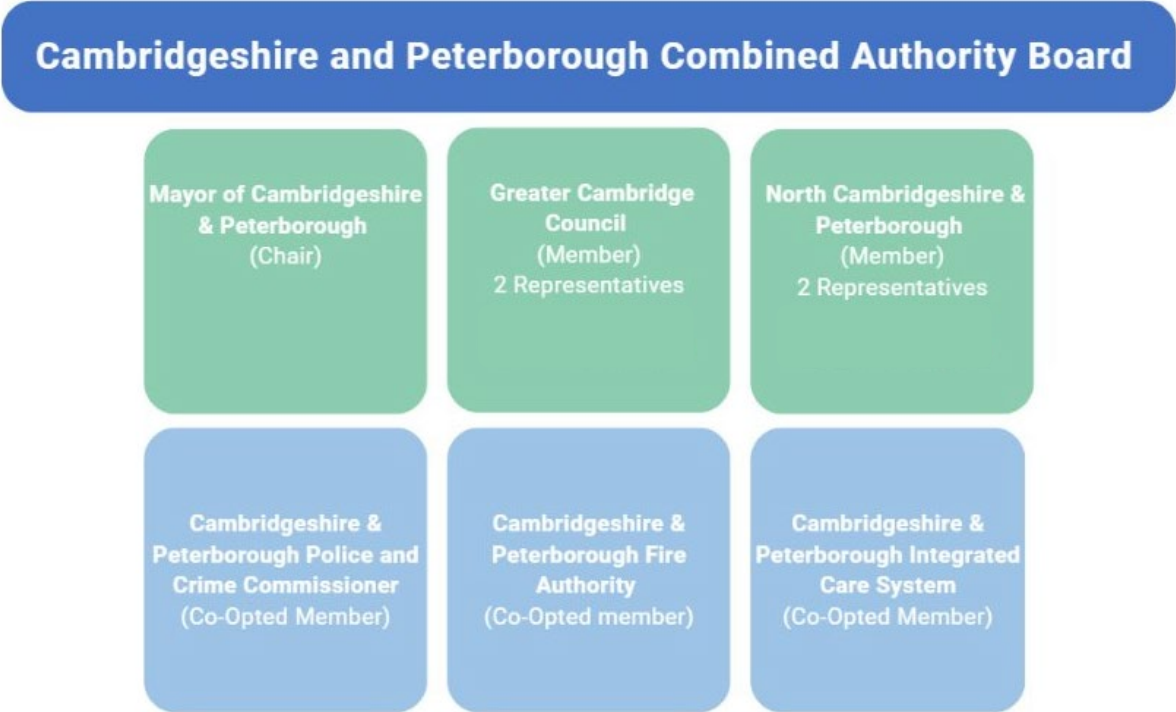 Cambridgeshire and Peterborough Combined Authority Board
Mayor of Cambridgeshire
& Peterborough
(Chair)
Greater Cambridge
Council
(Member)
2 Representatives
North Cambridgeshire &
Peterborough
(Member)
2 Representatives
Cambridgeshire &
Peterborough Police and
Crime Commissioner
(Co-Opted Member)
Cambridgeshire &
Peterborough Fire
Authority
(Co-Opted member)
Cambridgeshire &
Peterborough Integrated
Care System
(Co-Opted Member)